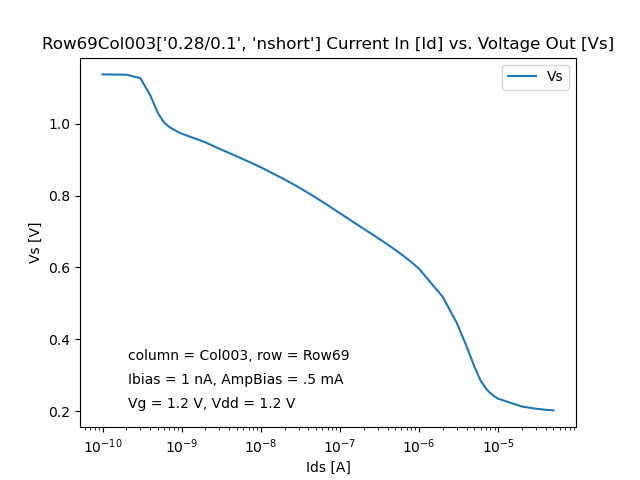 Row69Col003['0.28/0.1', 'nshort'] Current In [Id] vs. Voltage Out [Vs]
Vs
1.0
0.8
0.6
0.4
0.2
Vs [V]
column = Col003, row = Row69
Ibias = 1 nA, AmpBias = .5 mA
Vg = 1.2 V, Vdd = 1.2 V
10⁻¹⁰ 10⁻⁹ 10⁻⁸ 10⁻⁷ 10⁻⁶ 10⁻⁵
Ids [A]